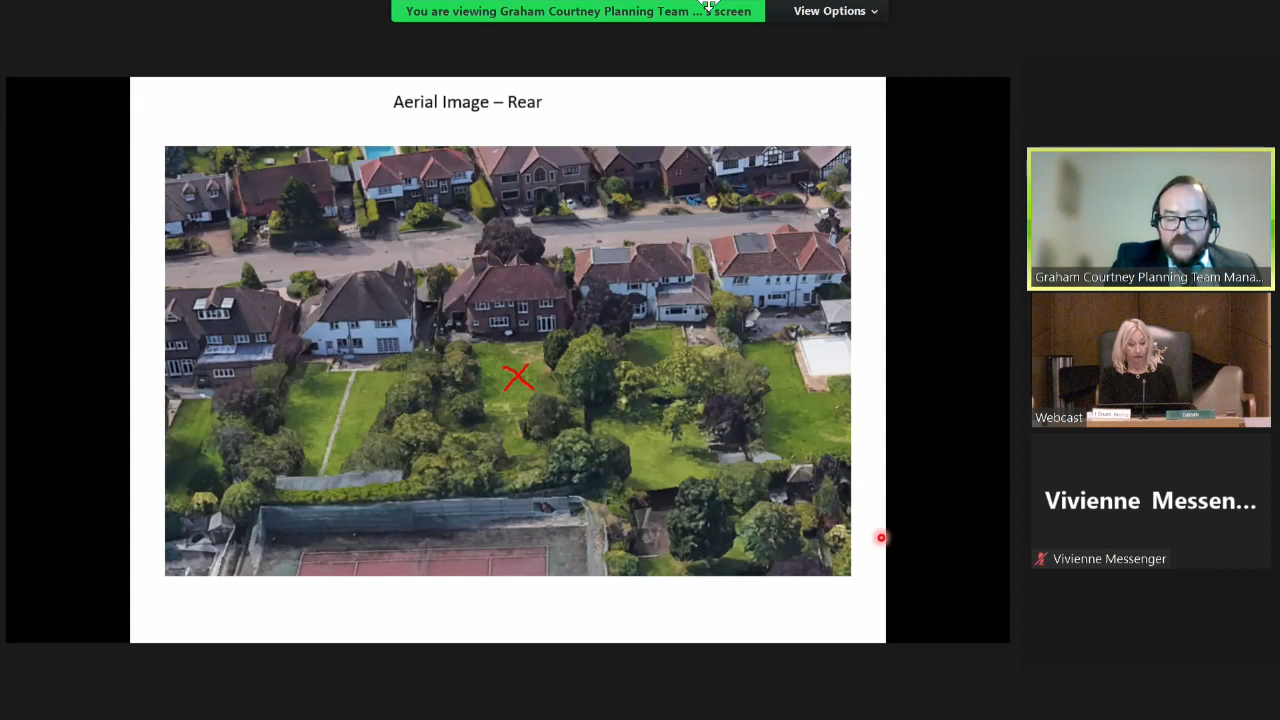 You are viewing Graham Courtney Planning Team ...'s screen
View Options
Aerial Image – Rear
Graham Courtney Planning Team Mana...
Webcast
Vivienne Messen...
Vivienne Messenger